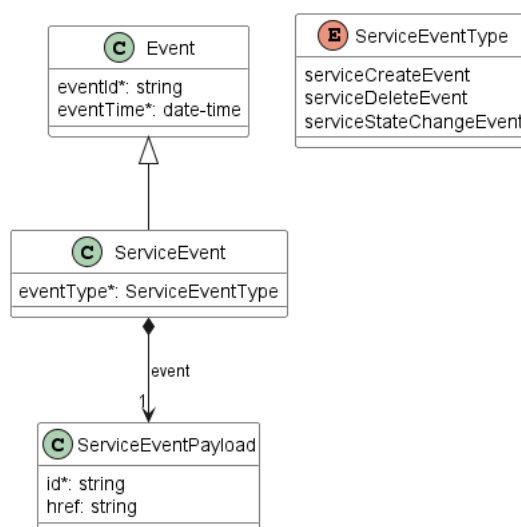 C Event
eventId*: string
eventTime*: date-time
E ServiceEventType
serviceCreateEvent
serviceDeleteEvent
serviceStateChangeEvent
C ServiceEvent
eventType*: ServiceEventType
event
1
C ServiceEventPayload
id*: string
href: string